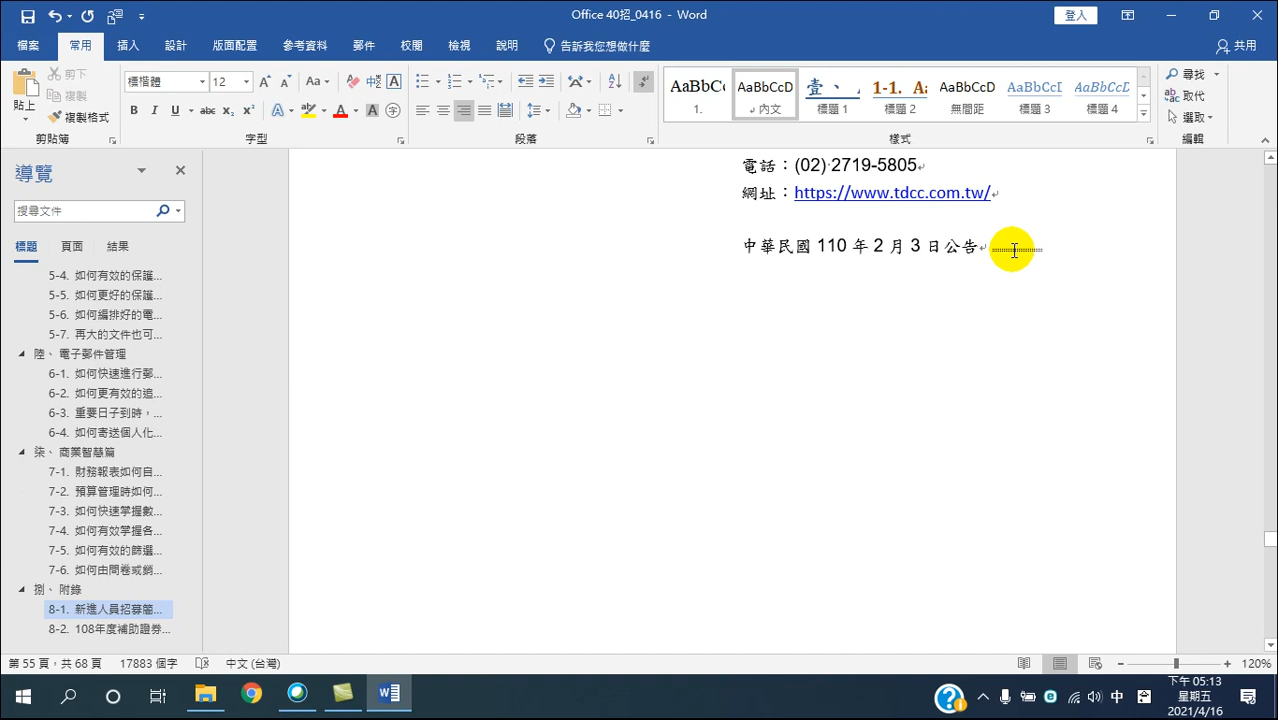 Office 40招_0416 - Word
登入
檔案 常用 插入 設計 版面配置 參考資料 郵件 校閱 檢視 說明 告訴我您想做什麼 共用
貼上 剪下 複製 複製格式
標楷體 12
AaBbCc AaBbCcD 壹、 1-1. Aa AaBbCcD AaBbCcI AaBbCcD
1. 內文 標題 1 標題 2 無間距 標題 3 標題 4
尋找 取代 選取
剪貼簿 字型 段落 樣式 編輯
導覽
搜尋文件
標題 頁面 結果
5-4. 如何有效的保護...
5-5. 如何更好的保護...
5-6. 如何編排好的電...
5-7. 再大的文件也可...
陸、 電子郵件管理
6-1. 如何快速進行郵...
6-2. 如何更有效的追...
6-3. 重要日子到時，...
6-4. 如何寄送個人化...
柒、 商業智慧篇
7-1. 財務報表如何自...
7-2. 預算管理時如何...
7-3. 如何快速掌握數...
7-4. 如何有效掌握各...
7-5. 如何有效的篩選...
7-6. 如何由問卷或銷...
捌、 附錄
8-1. 新進人員招募簡...
8-2. 108年度補助證券...
電話：(02) 2719-5805
網址：https://www.tdcc.com.tw/
中華民國 110 年 2 月 3 日公告
第 55 頁，共 68 頁 17883 個字 中文 (台灣) 120%
中
下午 05:13
星期五
2021/4/16